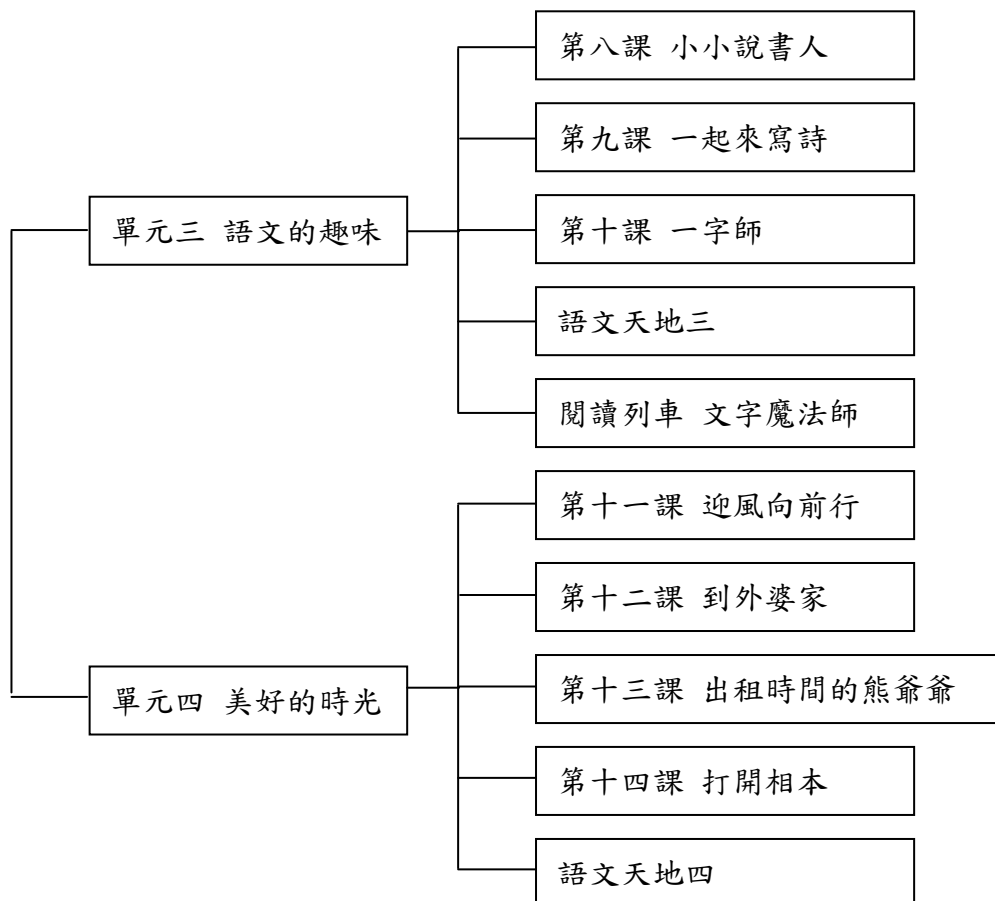 單元三 語文的趣味
第八課 小小說書人
第九課 一起來寫詩
第十課 一字師
語文天地三
閱讀列車 文字魔法師
單元四 美好的時光
第十一課 迎風向前行
第十二課 到外婆家
第十三課 出租時間的熊爺爺
第十四課 打開相本
語文天地四